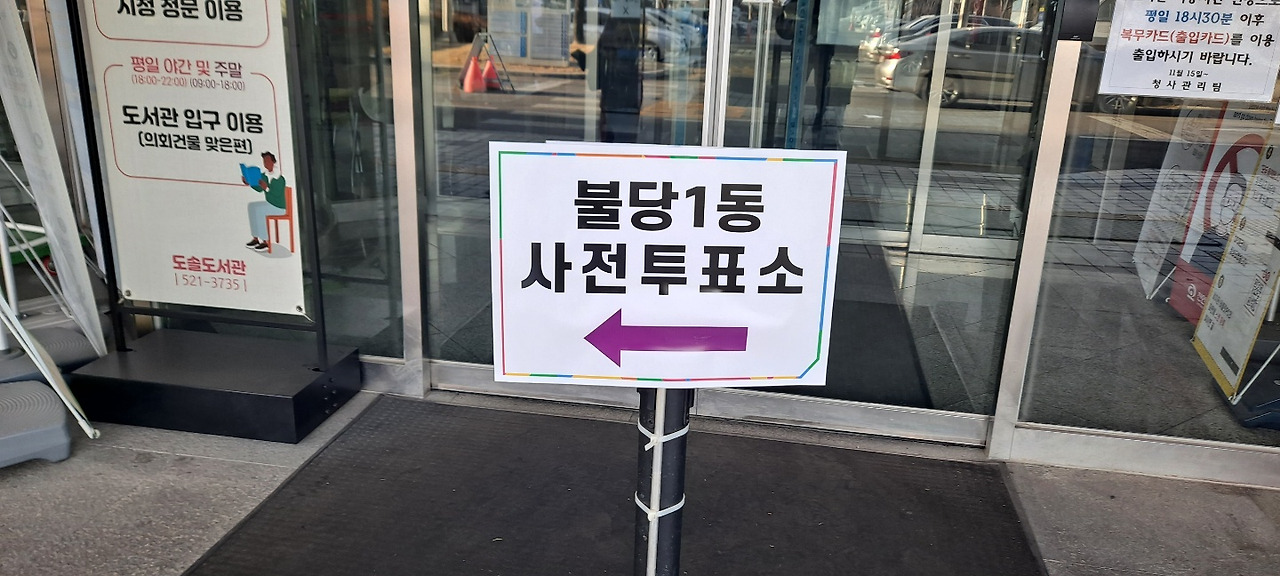 시청 정문 이용
평일 야간 및 주말
(18:00-22:00) (09:00-18:00)
도서관 입구 이용
(의회건물 맞은편)
도솔도서관
| 521-3735 |
불당1동
사전투표소
평일 18시30분 이후
복무카드(출입카드)를 이용
출입하시기 바랍니다.
11월 15일~
청사관리팀